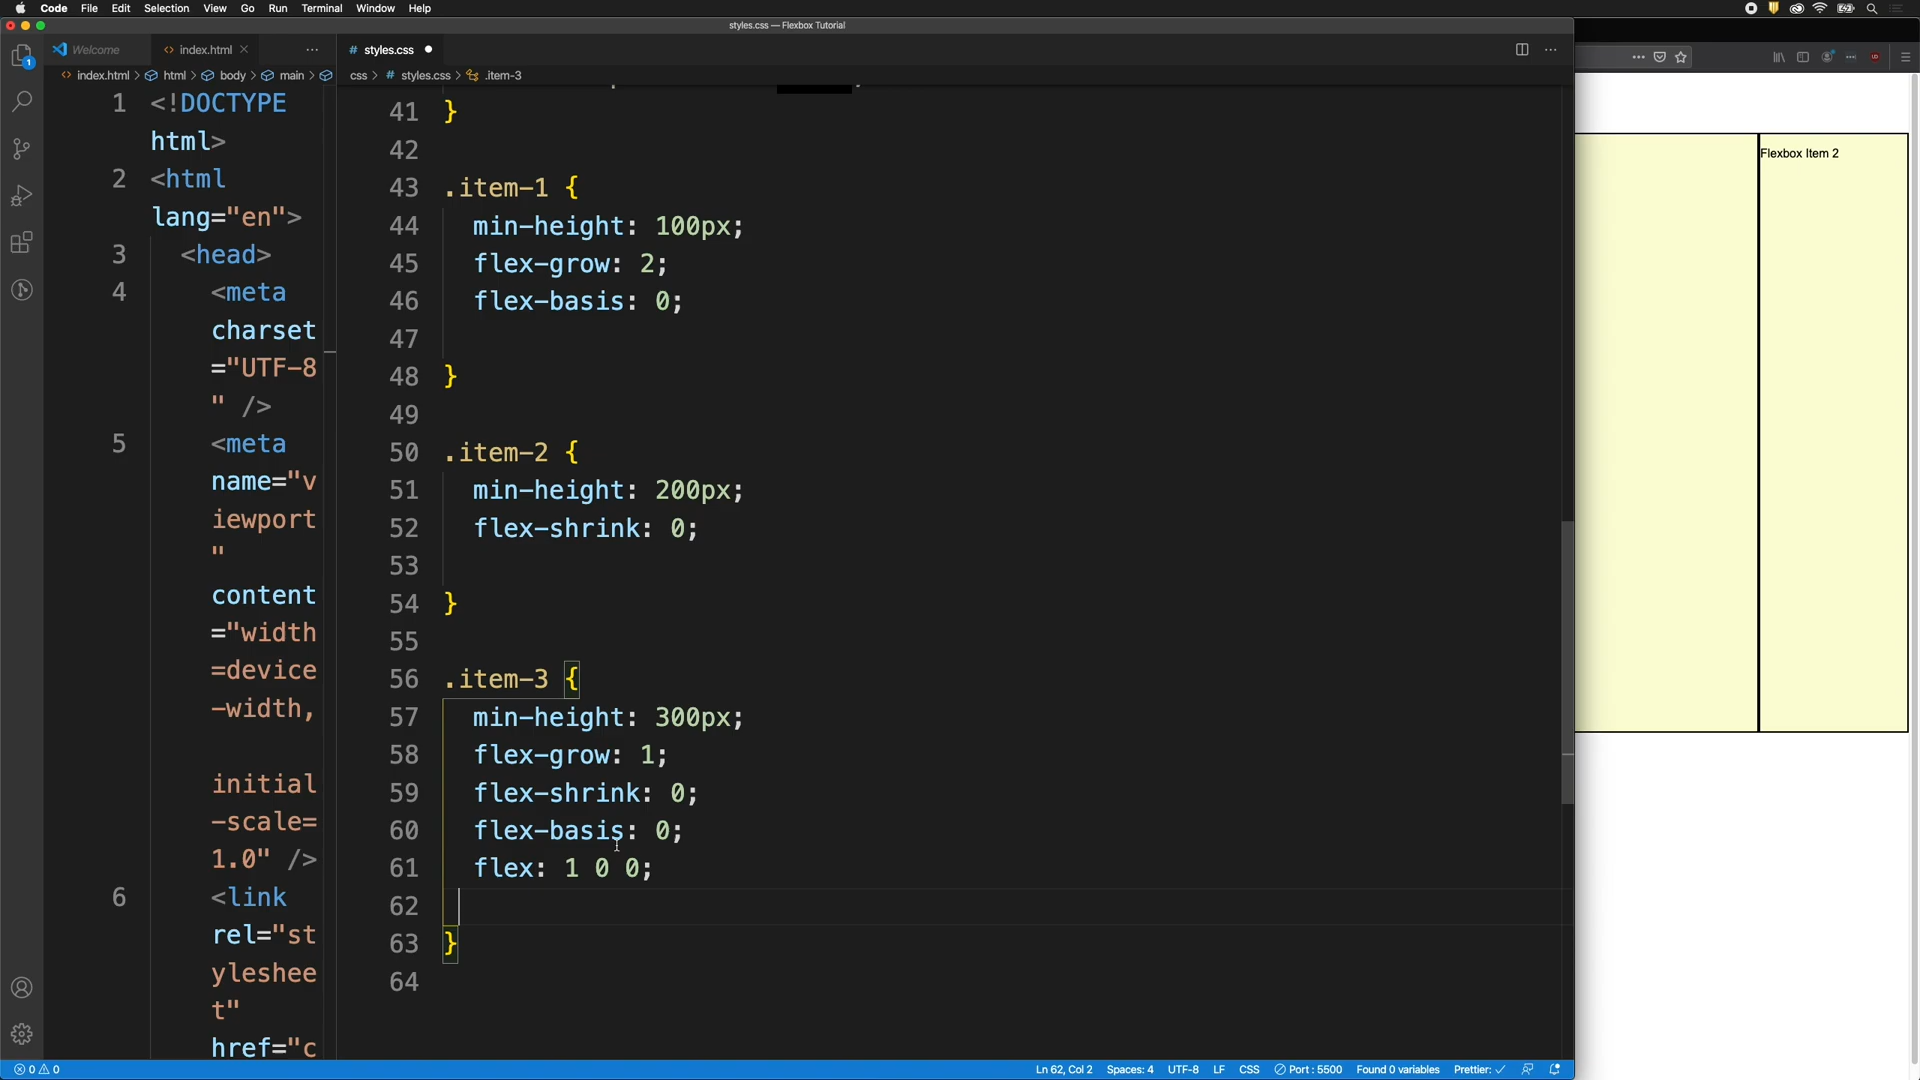 Code File Edit Selection View Go Run Terminal Window Help
styles.css — Flexbox Tutorial
Welcome
index.html
# styles.css
index.html > html > body > main >
css > # styles.css > .item-3
1 <!DOCTYPE
html>
2 <html
lang="en">
3 <head>
4 <meta
charset
="UTF-8
" />
5 <meta
name="v
iewport
"
content
="width
=device
-width,
initial
-scale=
1.0" />
6 <link
rel="st
yleshee
t"
href="c
41 }
42
43 .item-1 {
44 min-height: 100px;
45 flex-grow: 2;
46 flex-basis: 0;
47
48 }
49
50 .item-2 {
51 min-height: 200px;
52 flex-shrink: 0;
53
54 }
55
56 .item-3 {
57 min-height: 300px;
58 flex-grow: 1;
59 flex-shrink: 0;
60 flex-basis: 0;
61 flex: 1 0 0;
62
63 }
64
Flexbox Item 2
1
0 0
Ln 62, Col 2 Spaces: 4 UTF-8 LF CSS Port : 5500 Found 0 variables Prettier: ✓